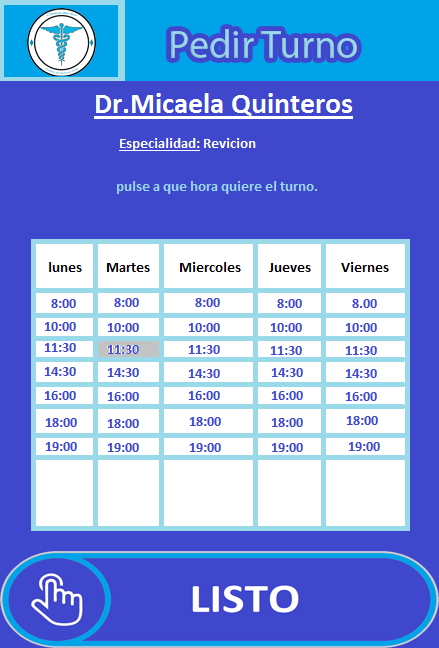 Pedir Turno
Dr.Micaela Quinteros
Especialidad: Revicion
pulse a que hora quiere el turno.
lunes Martes Miercoles Jueves Viernes
8:00 8:00 8:00 8:00 8.00
10:00 10:00 10:00 10:00 10:00
11:30 11:30 11:30 11:30 11:30
14:30 14:30 14:30 14:30 14:30
16:00 16:00 16:00 16:00 16:00
18:00 18:00 18:00 18:00 18:00
19:00 19:00 19:00 19:00 19:00
LISTO